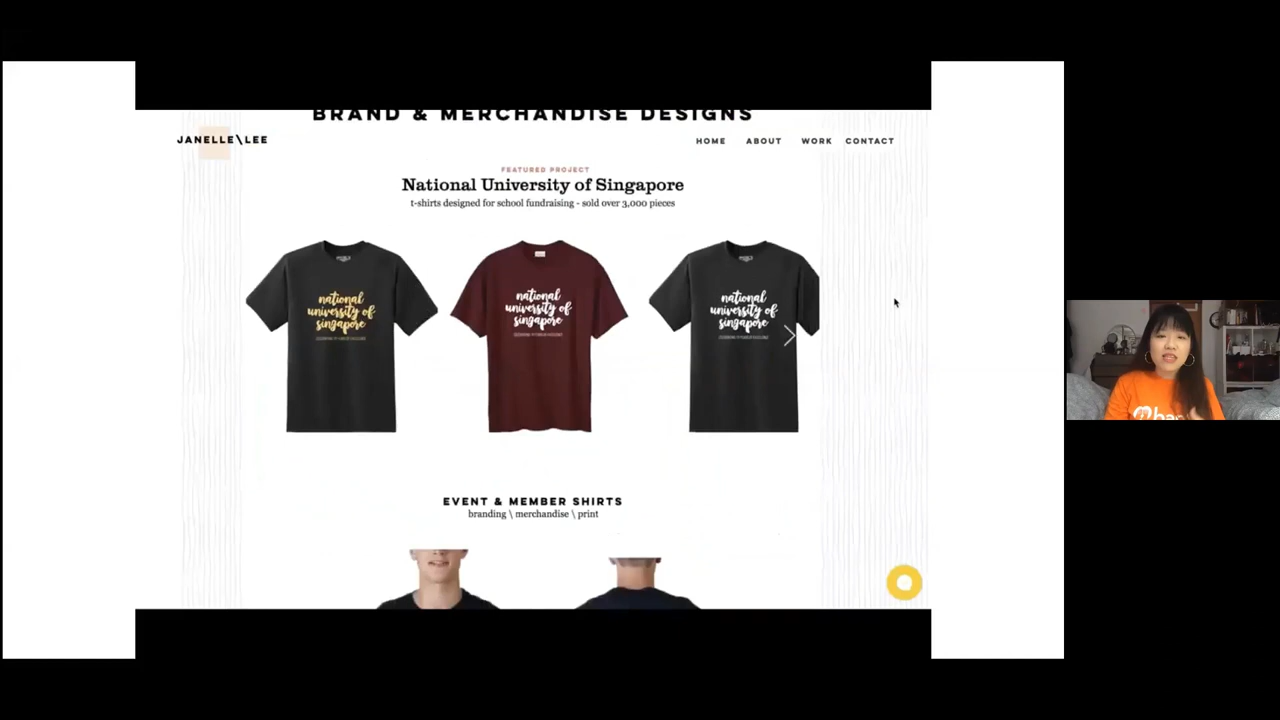 BRAND & MERCHANDISE DESIGNS
JANELLE\LEE
HOME ABOUT WORK CONTACT
FEATURED PROJECT
National University of Singapore
t-shirts designed for school fundraising - sold over 3,000 pieces
national
university of
singapore
national
university of
singapore
national
university of
singapore
EVENT & MEMBER SHIRTS
branding \ merchandise \ print